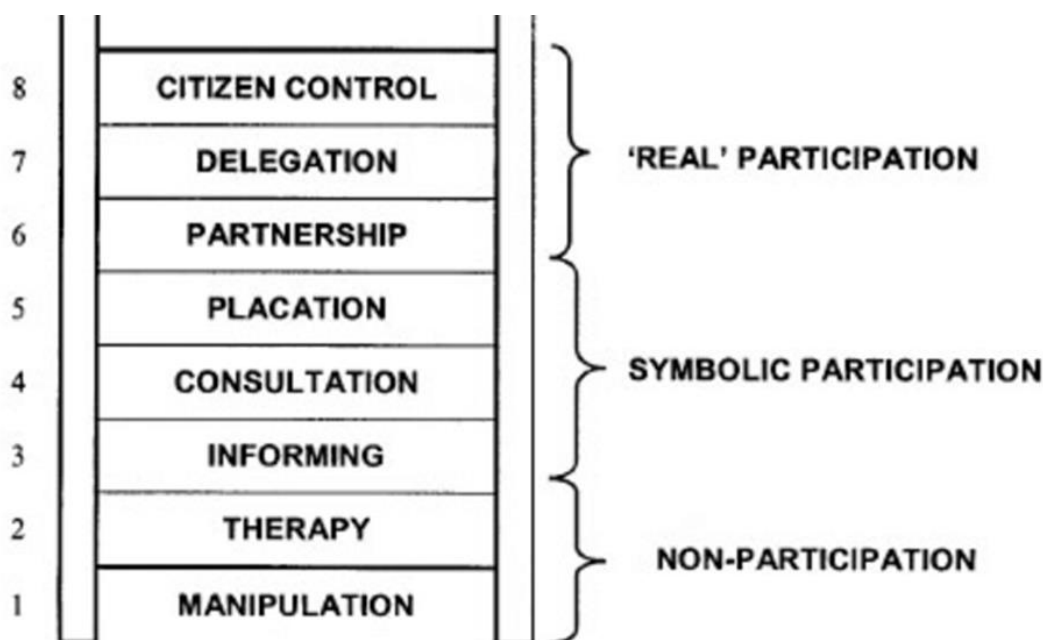 8 CITIZEN CONTROL
7 DELEGATION
'REAL' PARTICIPATION
6 PARTNERSHIP
5 PLACATION
4 CONSULTATION
SYMBOLIC PARTICIPATION
3 INFORMING
2 THERAPY
NON-PARTICIPATION
1 MANIPULATION